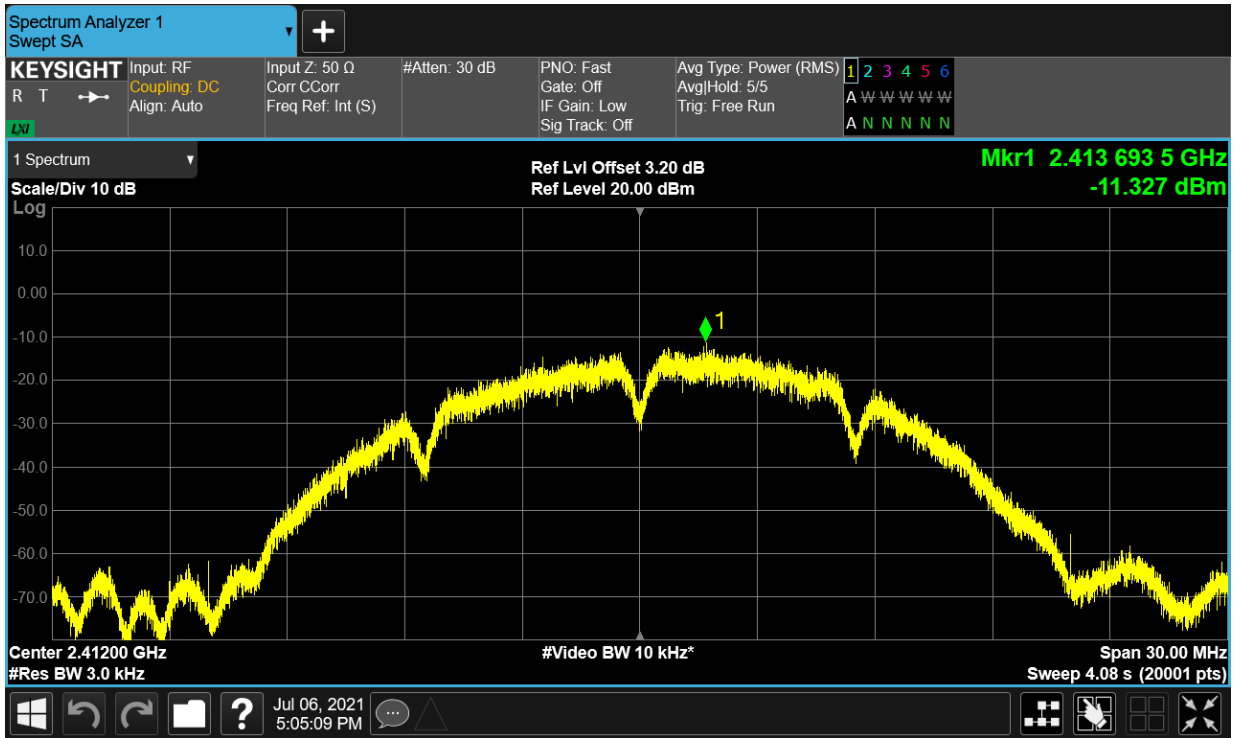 Spectrum Analyzer 1
Swept SA
KEYSIGHT
R T
LXI
Input: RF
Coupling: DC
Align: Auto
Input Z: 50 Ω
Corr CCorr
Freq Ref: Int (S)
#Atten: 30 dB
PNO: Fast
Gate: Off
IF Gain: Low
Sig Track: Off
Avg Type: Power (RMS)
Avg|Hold: 5/5
Trig: Free Run
1 2 3 4 5 6
A W W W W W
A N N N N N
1 Spectrum
Scale/Div 10 dB
Log
Ref Lvl Offset 3.20 dB
Ref Level 20.00 dBm
Mkr1 2.413 693 5 GHz
-11.327 dBm
10.0
0.00
-10.0
-20.0
-30.0
-40.0
-50.0
-60.0
-70.0
1
Center 2.41200 GHz
#Res BW 3.0 kHz
#Video BW 10 kHz*
Span 30.00 MHz
Sweep 4.08 s (20001 pts)
?
Jul 06, 2021
5:05:09 PM